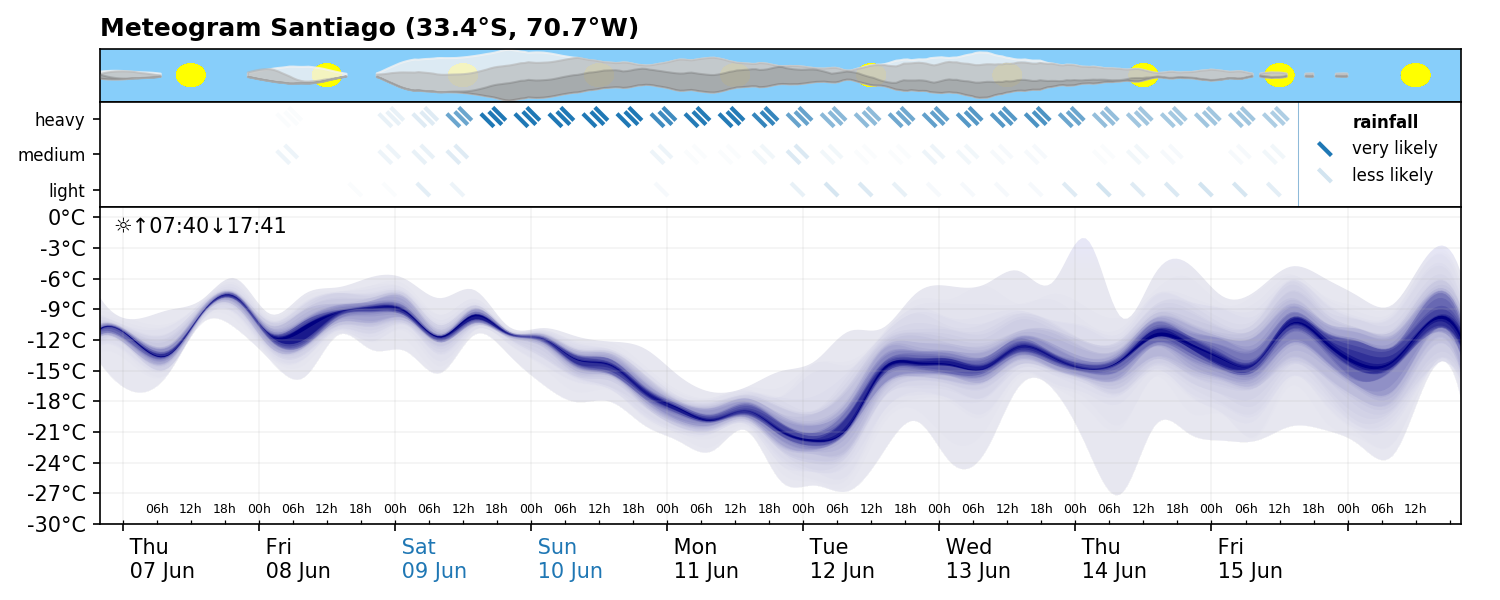 Meteogram Santiago (33.4°S, 70.7°W)
heavy
medium
light
rainfall
very likely
less likely
0°C
-3°C
-6°C
-9°C
-12°C
-15°C
-18°C
-21°C
-24°C
-27°C
-30°C
☼↑07:40↓17:41
06h 12h 18h 00h 06h 12h 18h 00h 06h 12h 18h 00h 06h 12h 18h 00h 06h 12h 18h 00h 06h 12h 18h 00h 06h 12h 18h 00h 06h 12h 18h 00h 06h 12h 18h 00h 06h 12h
Thu Fri Sat Sun Mon Tue Wed Thu Fri
07 Jun 08 Jun 09 Jun 10 Jun 11 Jun 12 Jun 13 Jun 14 Jun 15 Jun